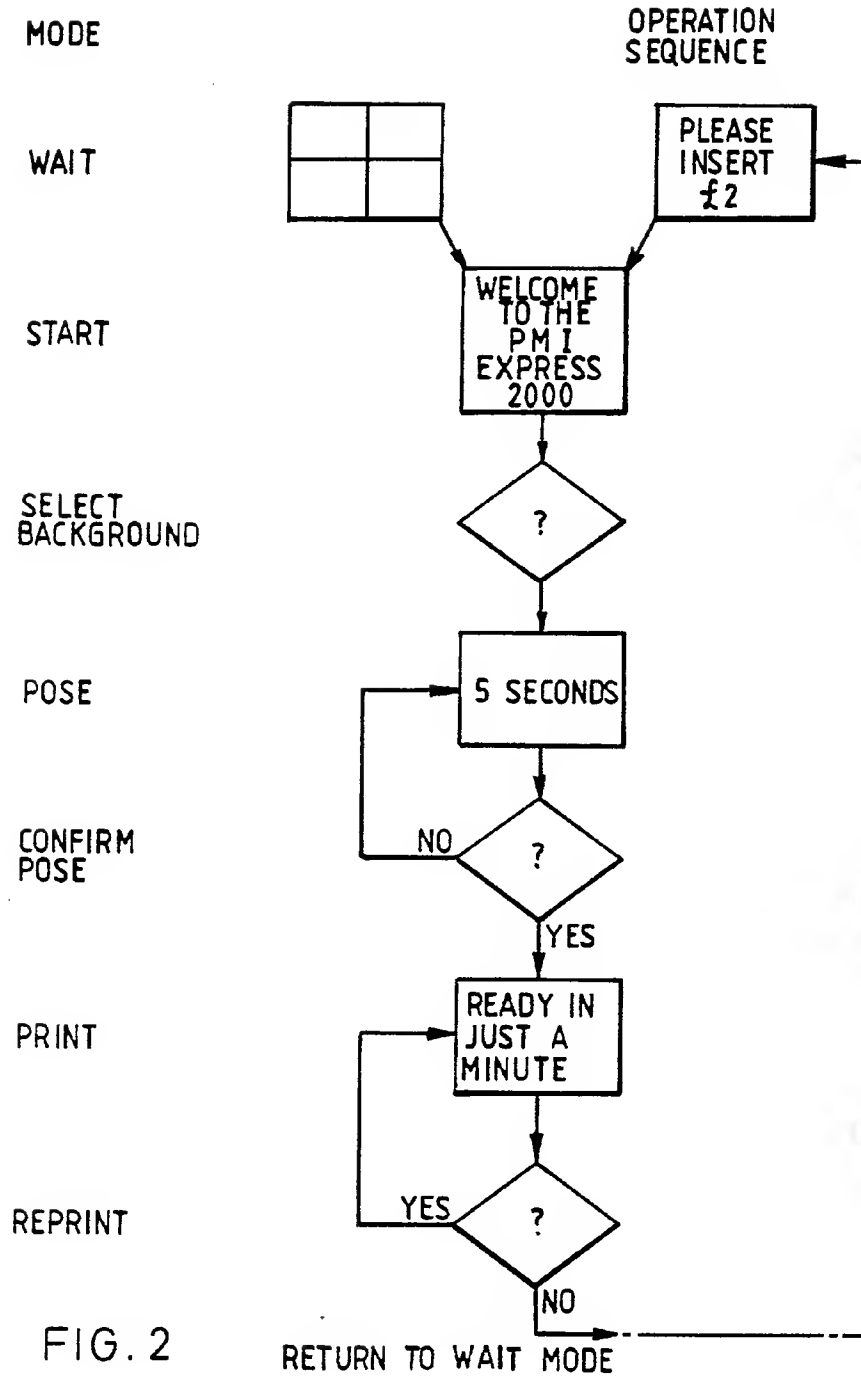 MODE
OPERATION
SEQUENCE
WAIT
PLEASE
INSERT
£2
START
WELCOME
TO THE
PMI
EXPRESS
2000
SELECT
BACKGROUND
?
POSE
5 SECONDS
CONFIRM
POSE
NO
?
YES
PRINT
READY IN
JUST A
MINUTE
REPRINT
YES
?
NO
FIG. 2
RETURN TO WAIT MODE